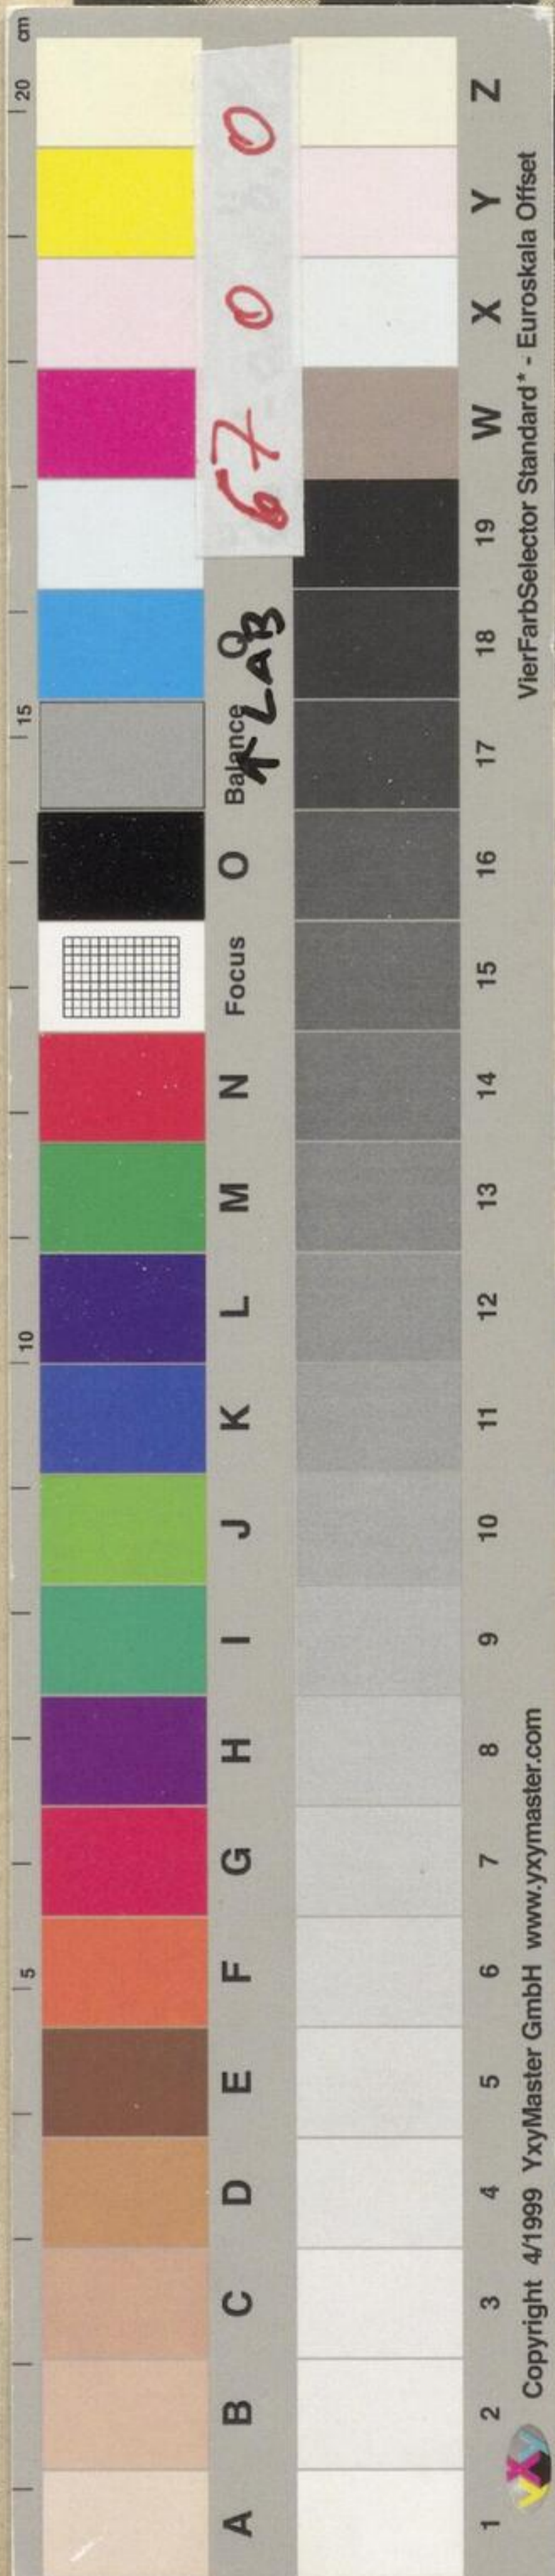 cm
20
15
10
5
67 0 0
↑ LAB
A B C D E F G H I J K L M N Focus O Balance Q
1 2 3 4 5 6 7 8 9 10 11 12 13 14 15 16 17 18 19 W X Y Z
Copyright 4/1999 YxyMaster GmbH www.yxymaster.com
VierFarbSelector Standard* - Euroskala Offset
yxy